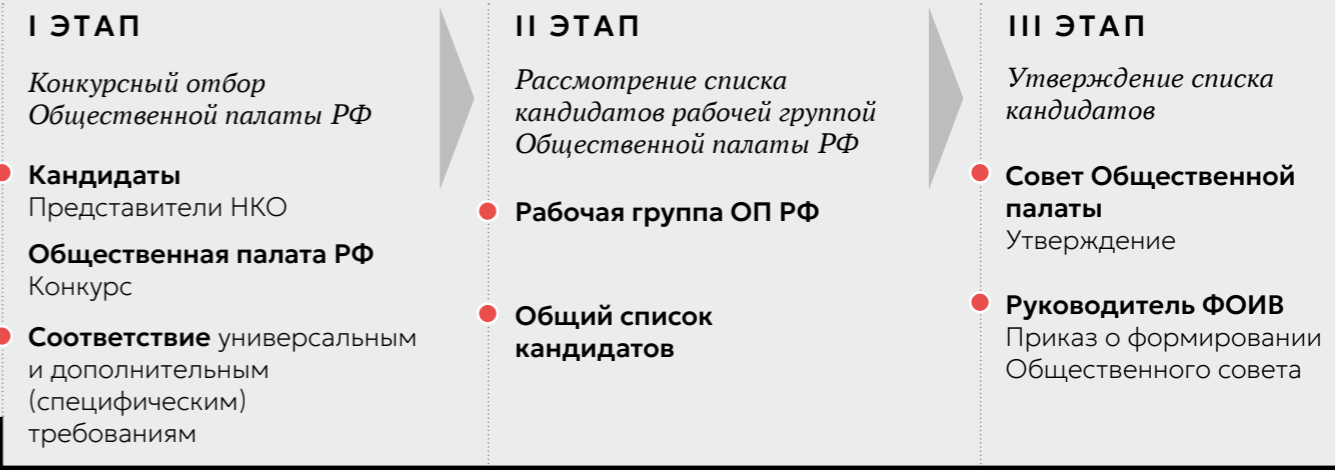 I ЭТАП
Конкурсный отбор
Общественной палаты РФ
Кандидаты
Представители НКО
Общественная палата РФ
Конкурс
Соответствие универсальным
и дополнительным
(специфическим)
требованиям
II ЭТАП
Рассмотрение списка
кандидатов рабочей группой
Общественной палаты РФ
Рабочая группа ОП РФ
Общий список
кандидатов
III ЭТАП
Утверждение списка
кандидатов
Совет Общественной
палаты
Утверждение
Руководитель ФОИВ
Приказ о формировании
Общественного совета